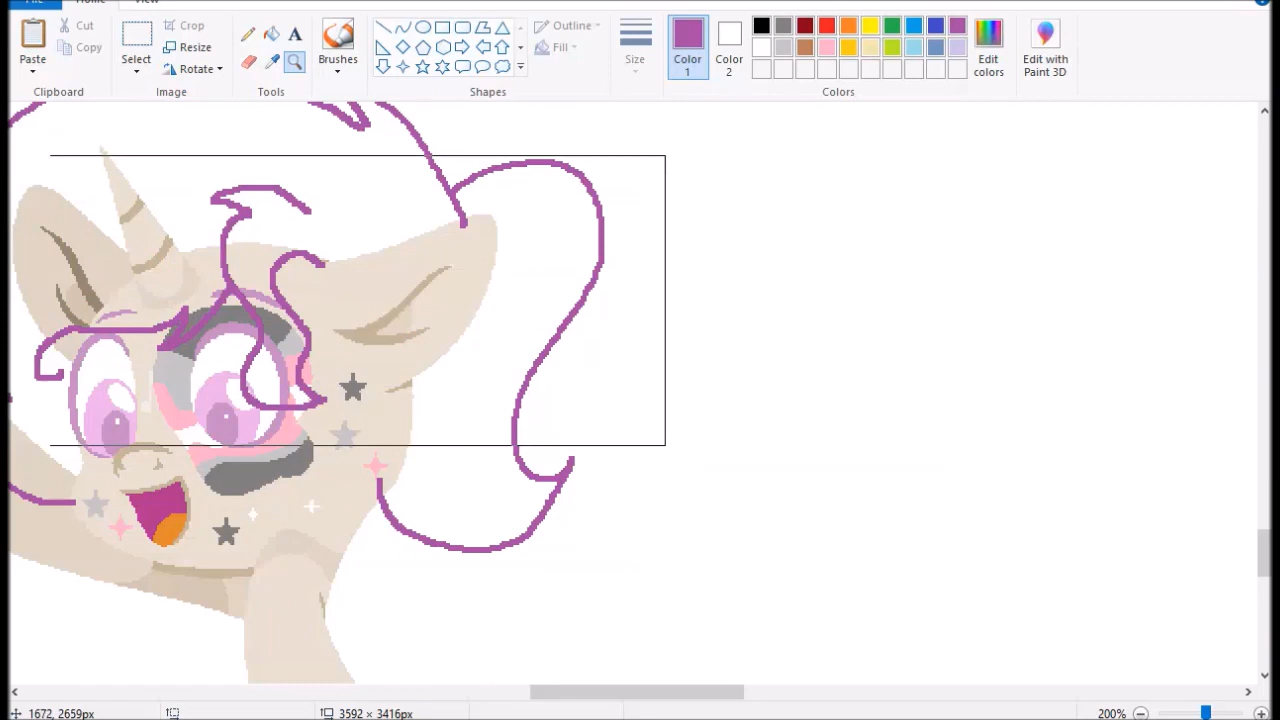 File Home View
Paste
Cut
Copy
Clipboard
Select
Crop
Resize
Rotate
Image
A
Tools
Brushes
Outline
Fill
Shapes
Size
Color
1
Color
2
Edit
colors
Edit with
Paint 3D
Colors
1672, 2659px
3592 × 3416px
200%